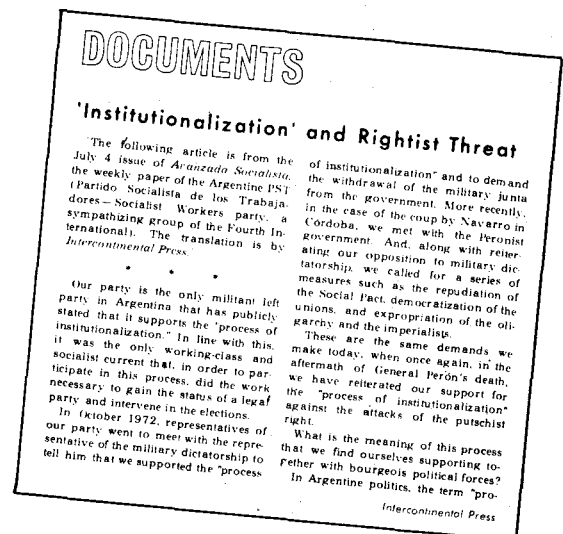 DOCUMENTS
'Institutionalization' and Rightist Threat
The following article is from the
July 4 issue of Avanzada Socialista,
the weekly paper of the Argentine PST
(Partido Socialista de los Trabaja-
dores — Socialist Workers party, a
sympathizing group of the Fourth In-
ternational). The translation is by
Intercontinental Press.
* * *
Our party is the only militant left
party in Argentina that has publicly
stated that it supports the "process of
institutionalization." In line with this,
it was the only working-class and
socialist current that, in order to par-
ticipate in this process, did the work
necessary to gain the status of a legal
party and intervene in the elections.
In October 1972, representatives of
our party went to meet with the repre-
sentative of the military dictatorship to
tell him that we supported the "process
of institutionalization" and to demand
the withdrawal of the military junta
from the government. More recently,
in the case of the coup by Navarro in
Córdoba, we met with the Peronist
government. And, along with reiter-
ating our opposition to military dic-
tatorship, we called for a series of
measures such as the repudiation of
the Social Pact, democratization of the
unions, and expropriation of the oli-
garchy and the imperialists.
These are the same demands we
make today, when once again, in the
aftermath of General Perón's death,
we have reiterated our support for
the "process of institutionalization"
against the attacks of the putschist
right.
What is the meaning of this process
that we find ourselves supporting to-
gether with bourgeois political forces?
In Argentine politics, the term "pro-
Intercontinental Press